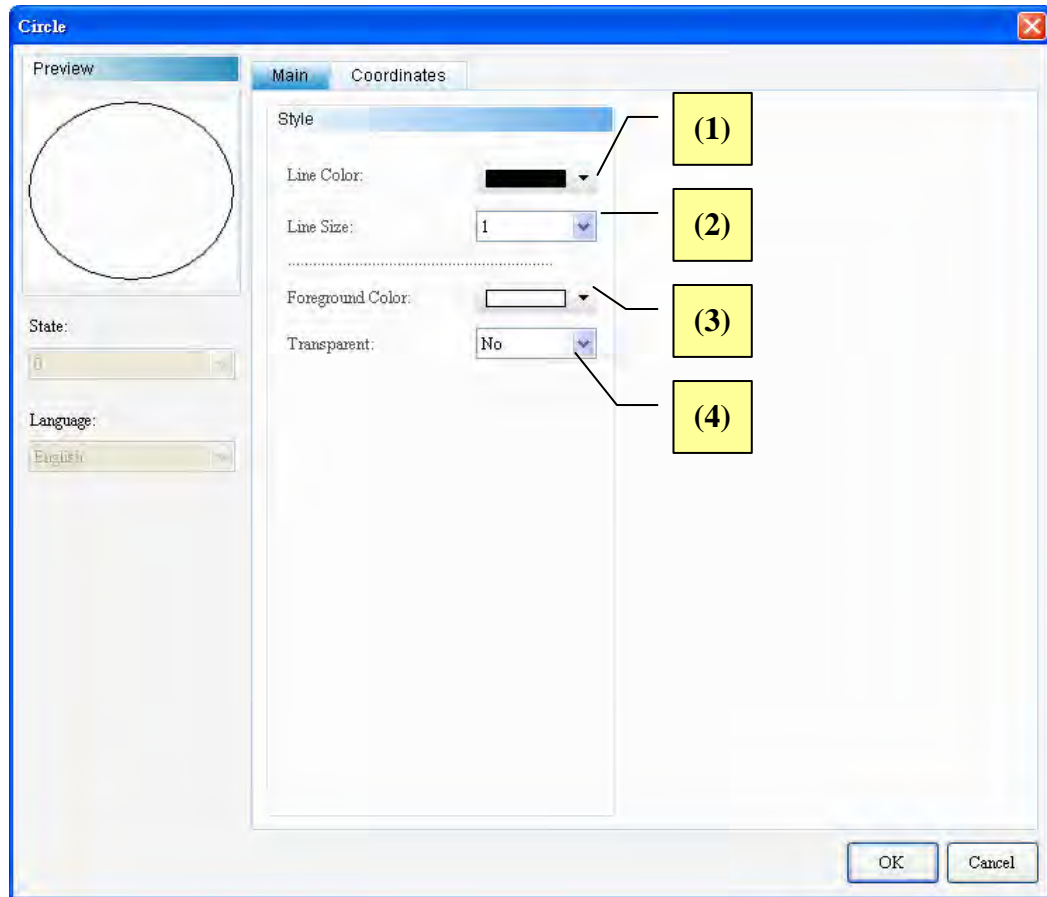 Circle
Preview
Main Coordinates
Style
Line Color:
(1)
Line Size:
1
(2)
Foreground Color:
(3)
Transparent:
No
(4)
State:
0
Language:
English
OK Cancel